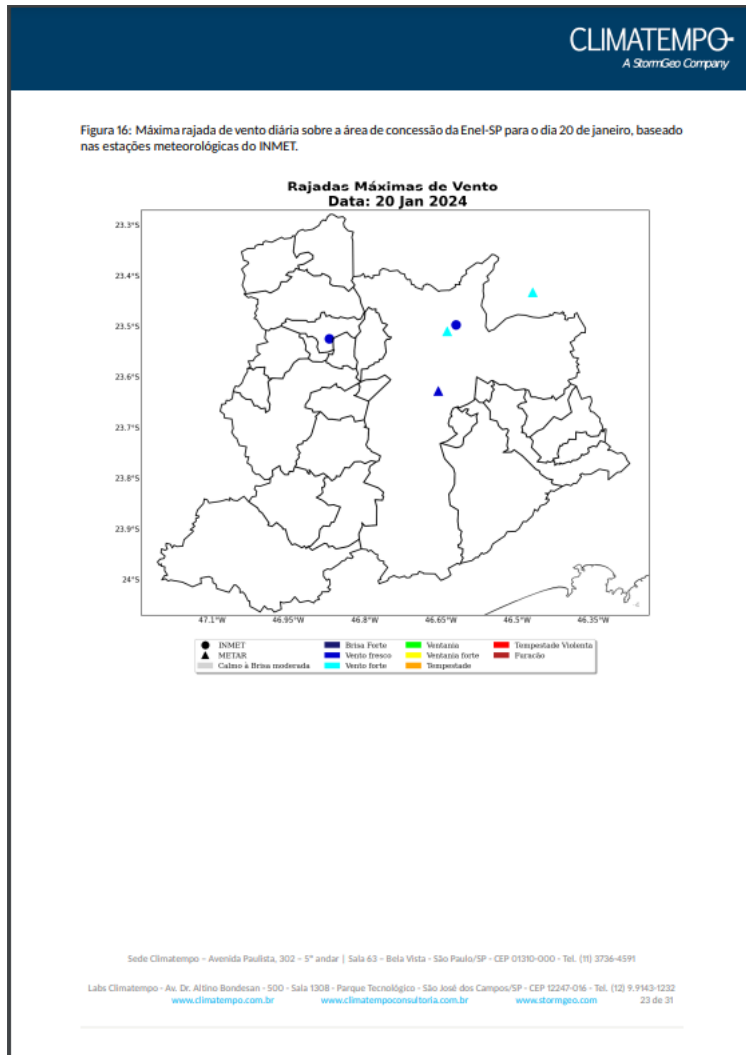 CLIMATEMPO
A StormGeo Company
Figura 16: Máxima rajada de vento diária sobre a área de concessão da Enel-SP para o dia 20 de janeiro, baseado
nas estações meteorológicas do INMET.
Rajadas Máximas de Vento
Data: 20 Jan 2024
23.3°S
23.4°S
23.5°S
23.6°S
23.7°S
23.8°S
23.9°S
24°S
47.1°W 46.95°W 46.8°W 46.65°W 46.5°W 46.35°W
INMET Brisa Forte Ventania Tempestade Violenta
METAR Vento fresco Ventania forte Furacão
Calmo à Brisa moderada Vento forte Tempestade
Sede Climatempo – Avenida Paulista, 302 – 5° andar | Sala 63 – Bela Vista - São Paulo/SP - CEP 01310-000 - Tel. (11) 3736-4591
Labs Climatempo - Av. Dr. Altino Bondesan - 500 - Sala 1308 - Parque Tecnológico - São José dos Campos/SP - CEP 12247-016 - Tel. (12) 9.9143-1232
www.climatempo.com.br www.climatempoconsultoria.com.br www.stormgeo.com 23 de 31